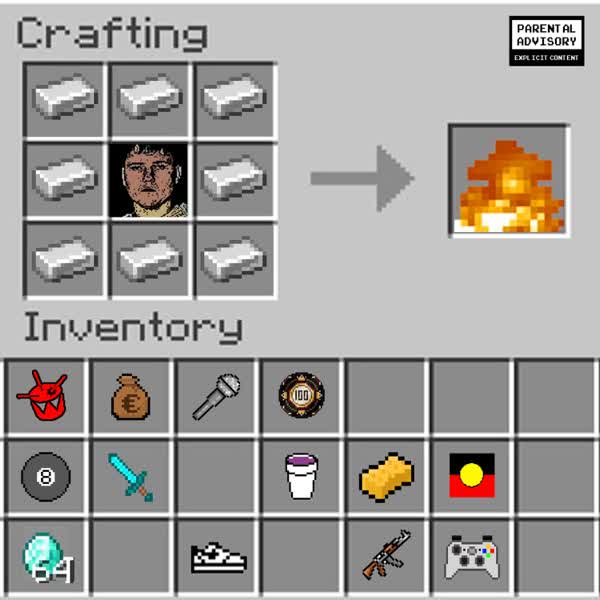 Crafting
PARENTAL
ADVISORY
EXPLICIT CONTENT
Inventory
€
100
8
64